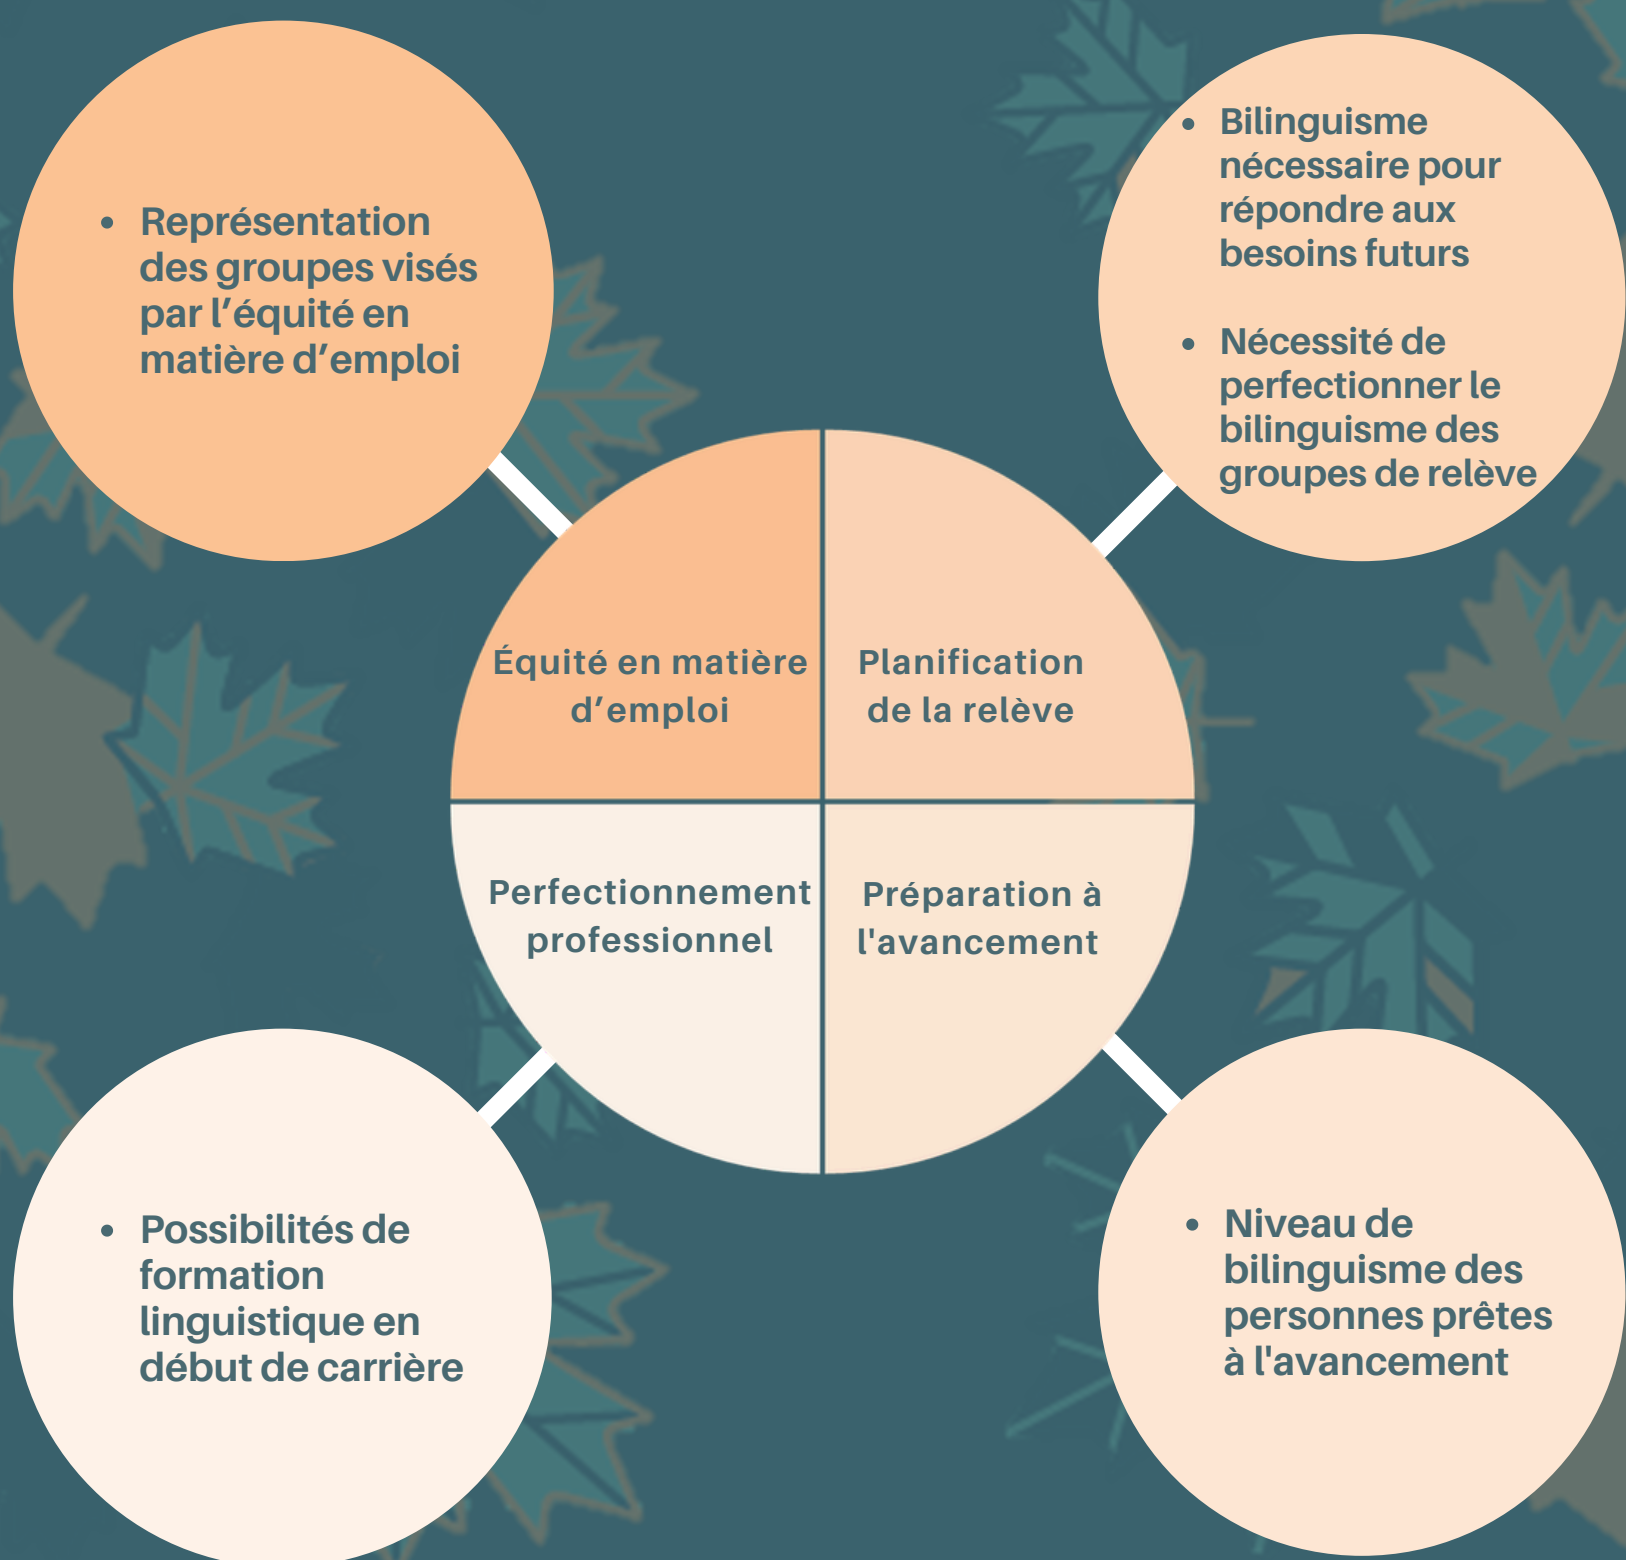 • Représentation
des groupes visés
par l’équité en
matière d’emploi
• Bilinguisme
nécessaire pour
répondre aux
besoins futurs
• Nécessité de
perfectionner le
bilinguisme des
groupes de relève
Équité en matière
d’emploi
Planification
de la relève
Perfectionnement
professionnel
Préparation à
l'avancement
• Possibilités de
formation
linguistique en
début de carrière
• Niveau de
bilinguisme des
personnes prêtes
à l'avancement